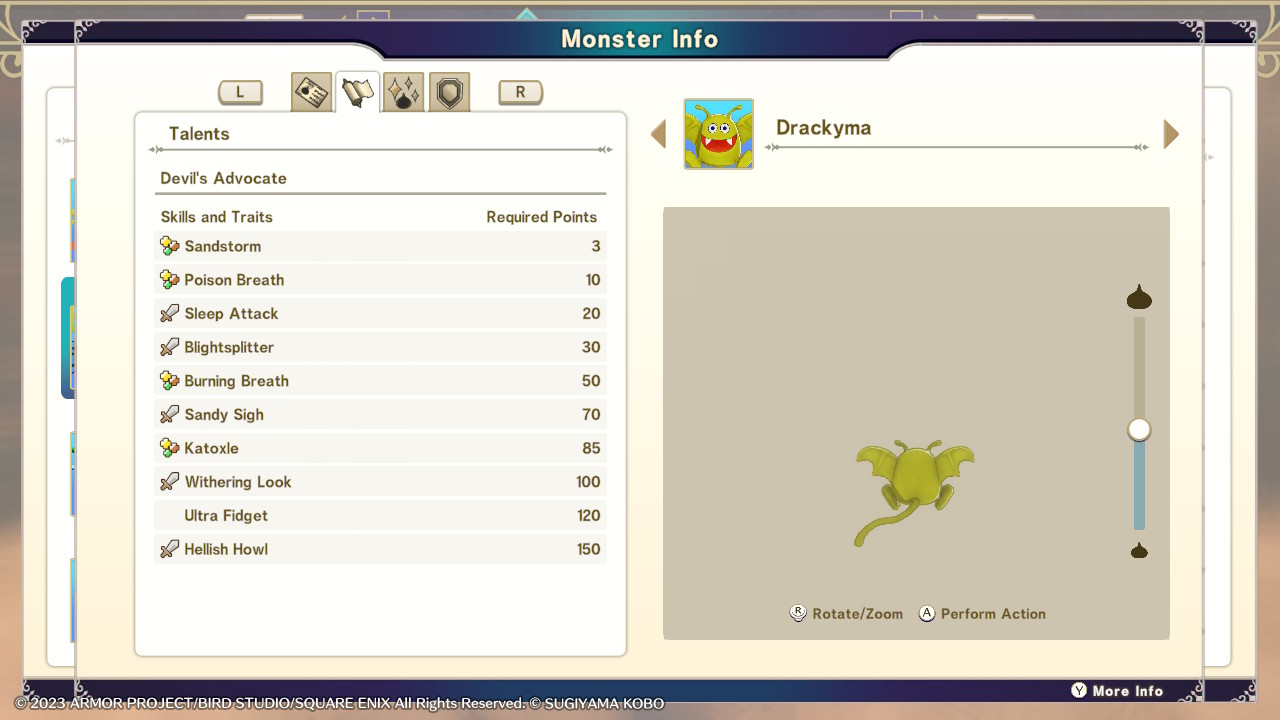 Monster Info
L
R
Talents
Devil's Advocate
Skills and Traits Required Points
Sandstorm 3
Poison Breath 10
Sleep Attack 20
Blightsplitter 30
Burning Breath 50
Sandy Sigh 70
Katoxle 85
Withering Look 100
Ultra Fidget 120
Hellish Howl 150
Drackyma
R Rotate/Zoom A Perform Action
Y More Info
© 2023 ARMOR PROJECT/BIRD STUDIO/SQUARE ENIX All Rights Reserved. © SUGIYAMA KOBO